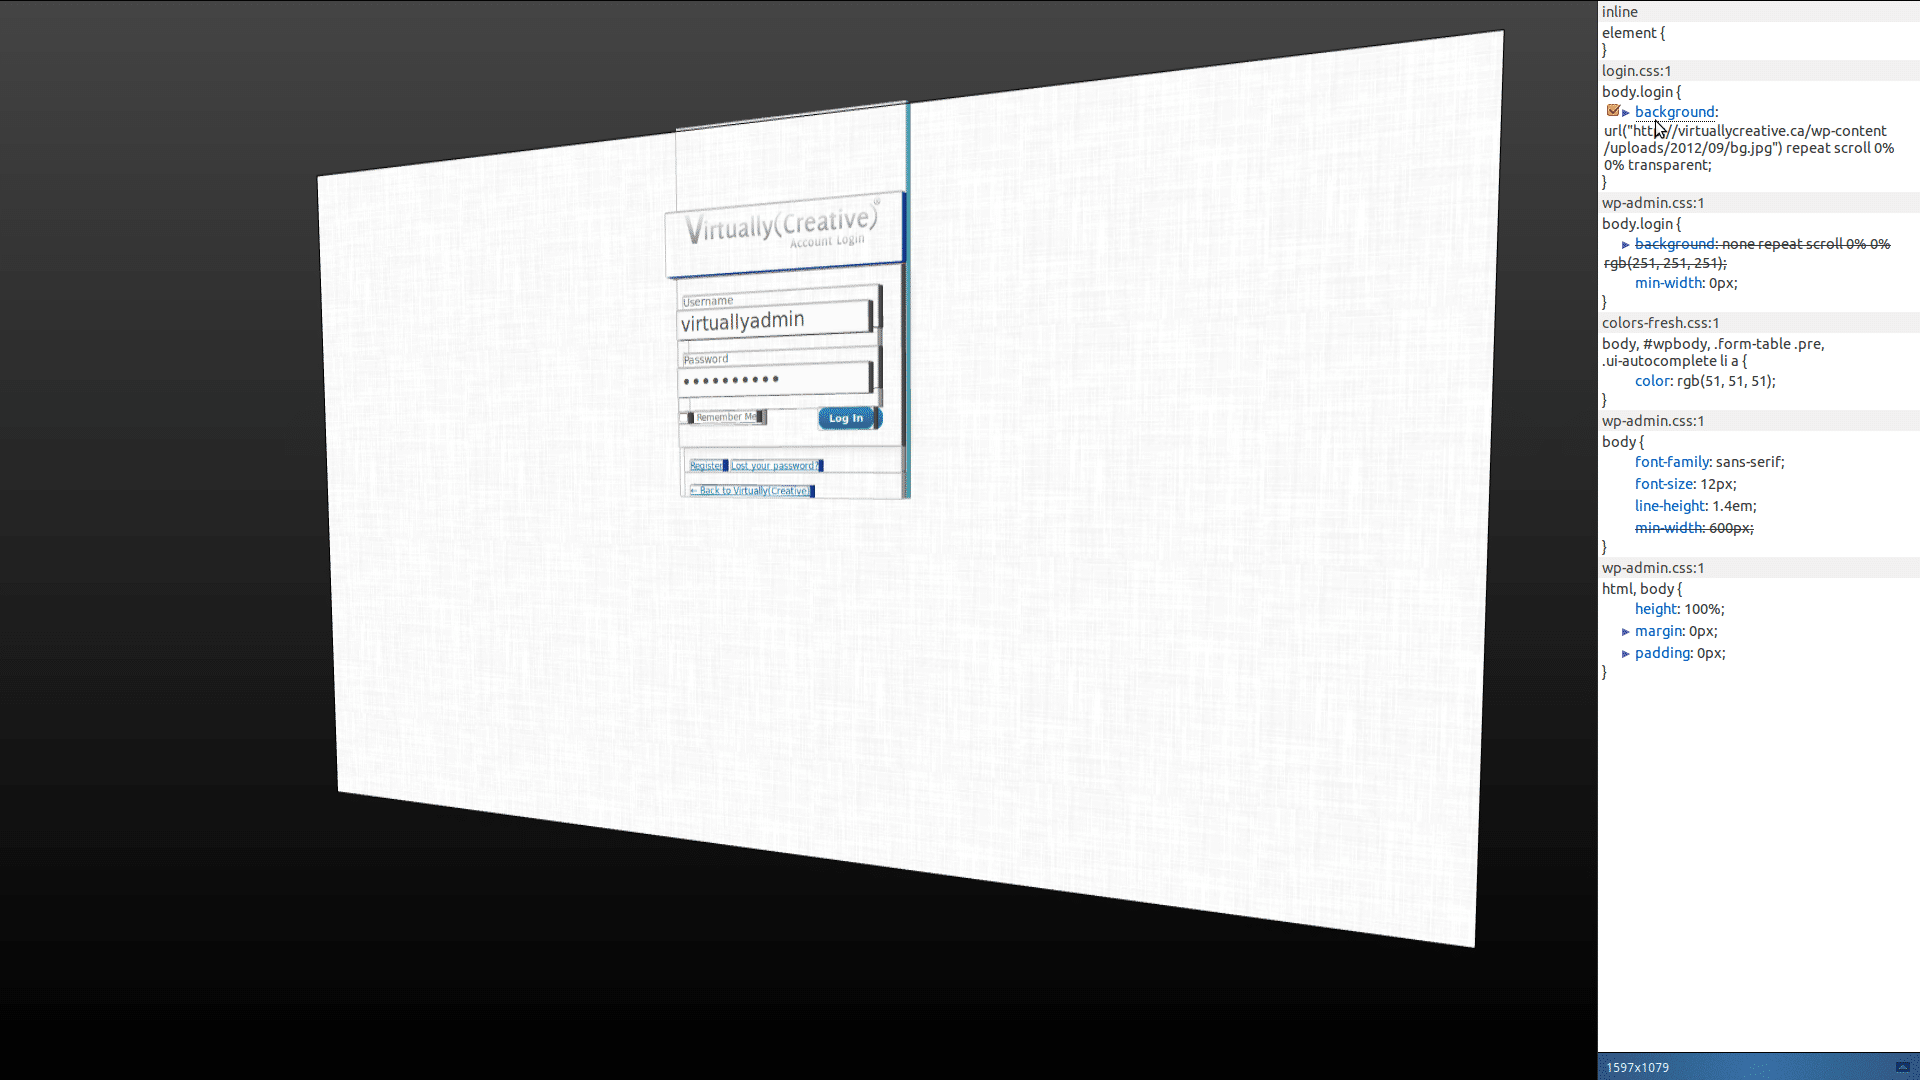 Virtually(Creative)®
Account Login
Username
virtuallyadmin
Password
Remember Me
Log In
Register Lost your password?
← Back to Virtually(Creative)
inline
element {
}
login.css:1
body.login {
background:
url("http://virtuallycreative.ca/wp-content
/uploads/2012/09/bg.jpg") repeat scroll 0%
0% transparent;
}
wp-admin.css:1
body.login {
background: none repeat scroll 0% 0%
rgb(251, 251, 251);
min-width: 0px;
}
colors-fresh.css:1
body, #wpbody, .form-table .pre,
.ui-autocomplete li a {
color: rgb(51, 51, 51);
}
wp-admin.css:1
body {
font-family: sans-serif;
font-size: 12px;
line-height: 1.4em;
min-width: 600px;
}
wp-admin.css:1
html, body {
height: 100%;
margin: 0px;
padding: 0px;
}
1597x1079